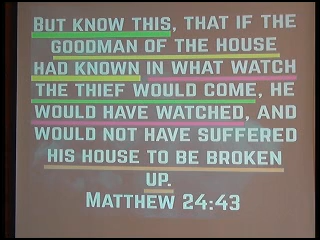 BUT KNOW THIS, THAT IF THE
GOODMAN OF THE HOUSE
HAD KNOWN IN WHAT WATCH
THE THIEF WOULD COME, HE
WOULD HAVE WATCHED, AND
WOULD NOT HAVE SUFFERED
HIS HOUSE TO BE BROKEN
UP.
MATTHEW 24:43